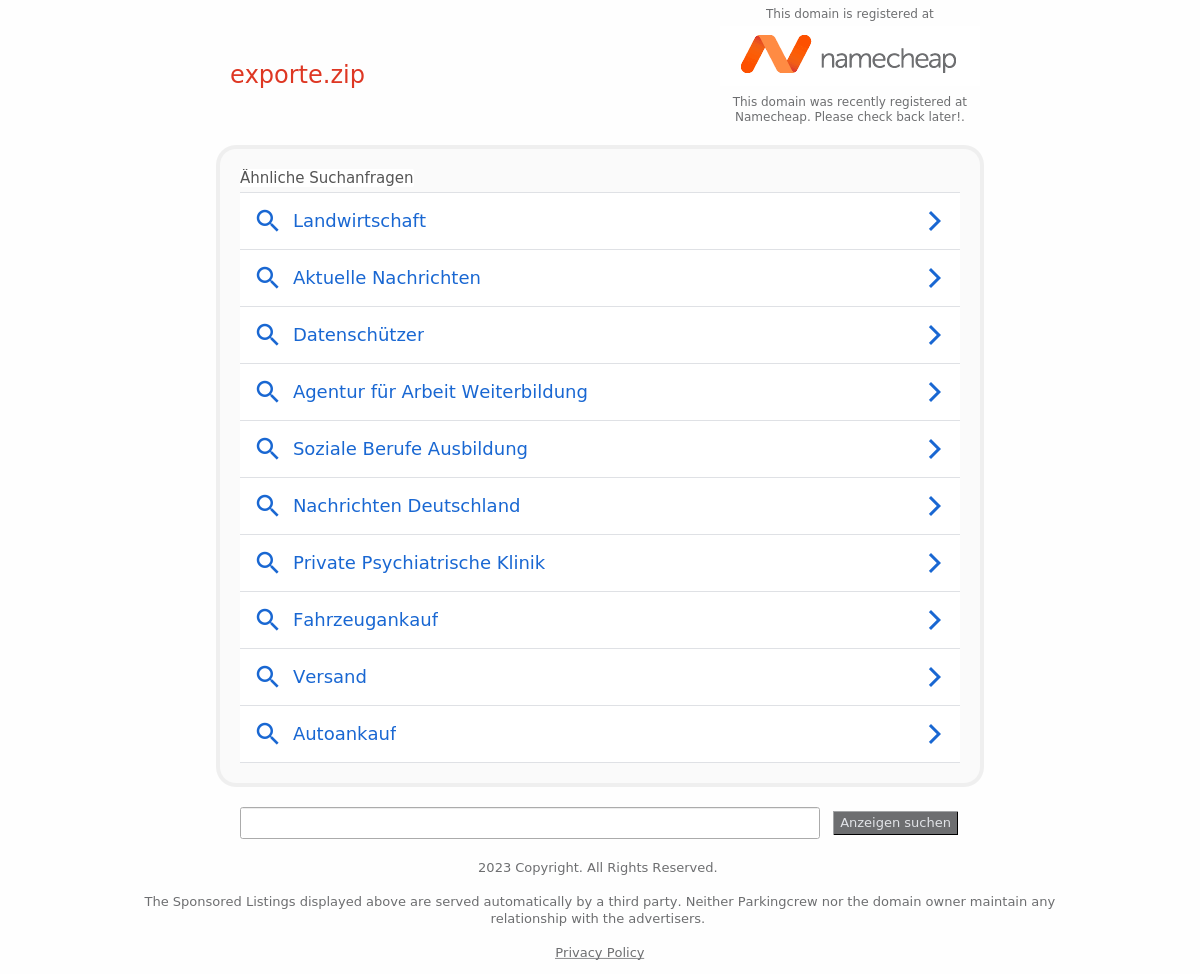 This domain is registered at
namecheap
exporte.zip
This domain was recently registered at
Namecheap. Please check back later!.
Ähnliche Suchanfragen
Landwirtschaft
Aktuelle Nachrichten
Datenschützer
Agentur für Arbeit Weiterbildung
Soziale Berufe Ausbildung
Nachrichten Deutschland
Private Psychiatrische Klinik
Fahrzeugankauf
Versand
Autoankauf
Anzeigen suchen
2023 Copyright. All Rights Reserved.
The Sponsored Listings displayed above are served automatically by a third party. Neither Parkingcrew nor the domain owner maintain any
relationship with the advertisers.
Privacy Policy